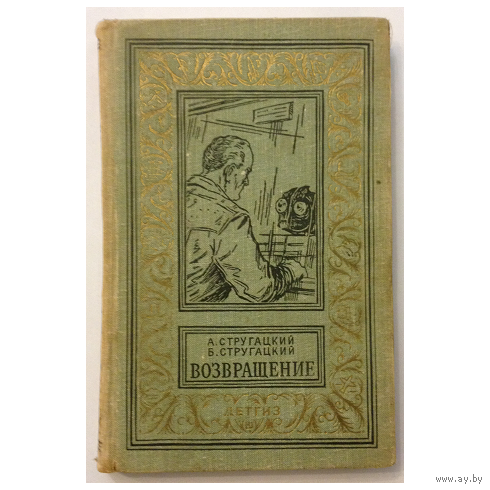 А. СТРУГАЦКИЙ
Б. СТРУГАЦКИЙ
ВОЗВРАЩЕНИЕ
ДЕТГИЗ
www.ay.by